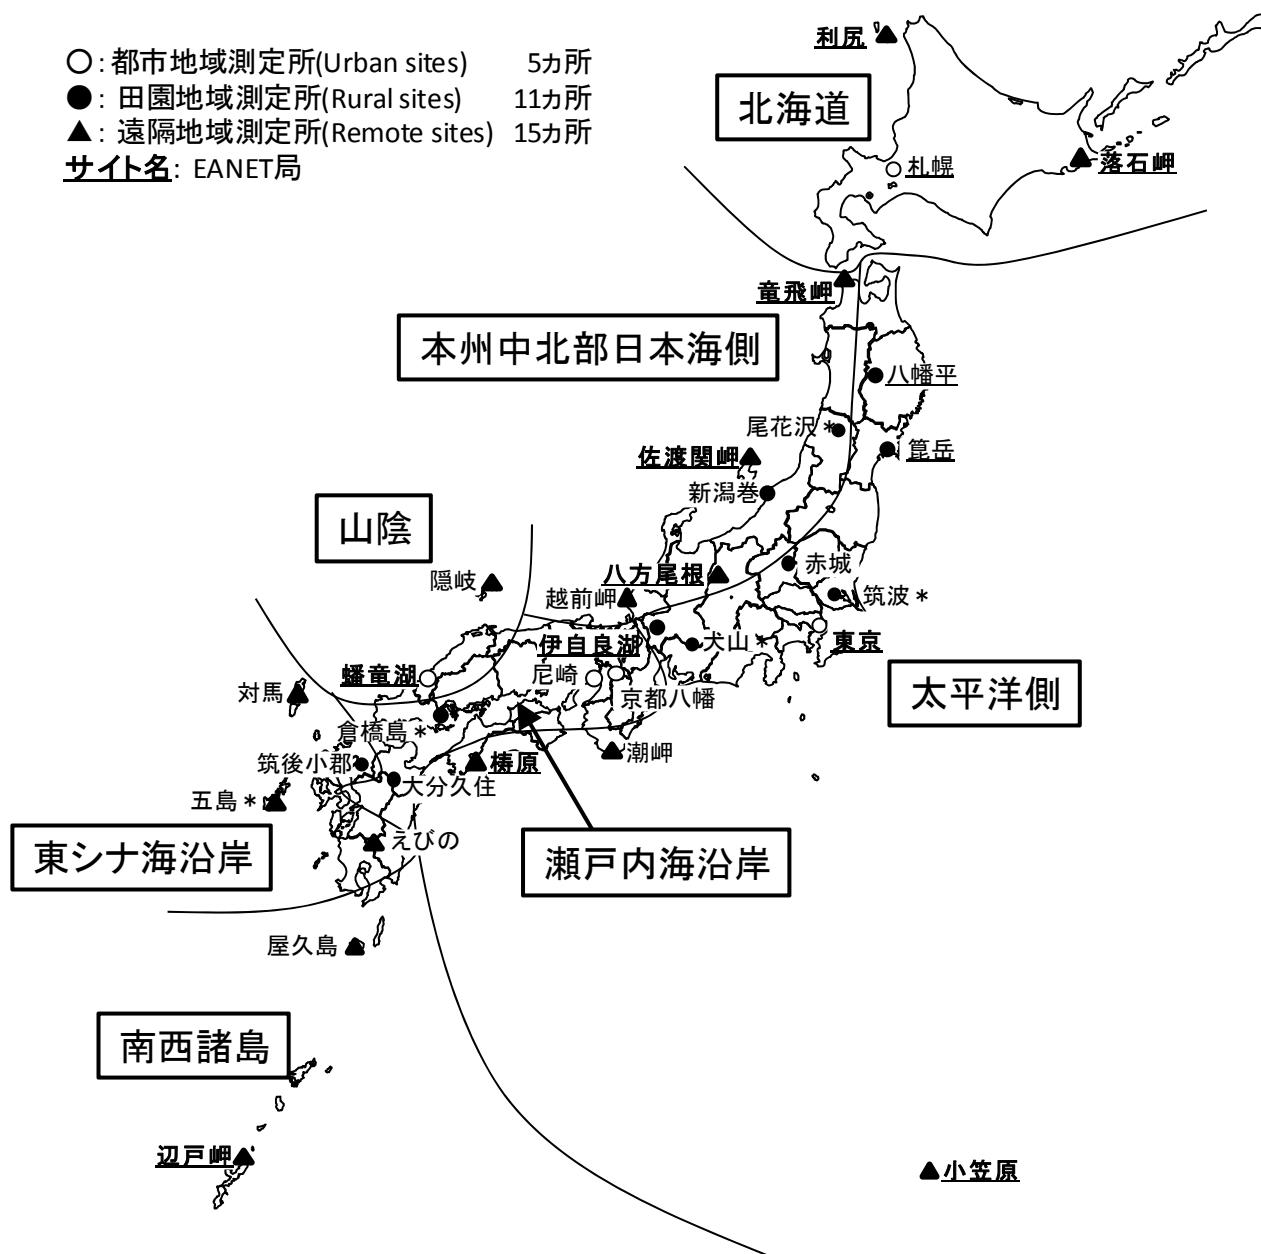 ○: 都市地域測定所(Urban sites) 5ヵ所
●: 田園地域測定所(Rural sites) 11ヵ所
▲: 遠隔地域測定所(Remote sites) 15ヵ所
サイト名: EANET局
利尻
北海道
札幌
落石岬
竜飛岬
本州中北部日本海側
八幡平
尾花沢*
箟岳
佐渡関岬
新潟巻
山陰
赤城
八方尾根
隠岐
越前岬
筑波*
伊自良湖
犬山*
東京
蟠竜湖
尼崎
対馬
京都八幡
太平洋側
倉橋島*
潮岬
筑後小郡
梼原
大分久住
五島*
えびの
東シナ海沿岸
瀬戸内海沿岸
屋久島
南西諸島
辺戸岬
小笠原